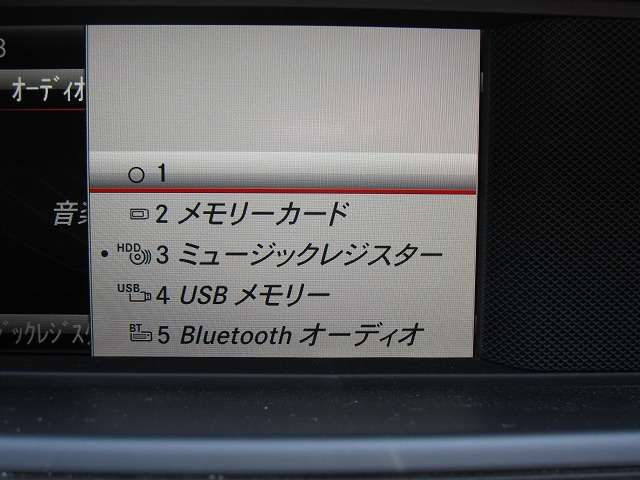 オーディオ
1
2 メモリーカード
HDD 3 ミュージックレジスター
USB 4 USB メモリー
BT 5 Bluetooth オーディオ